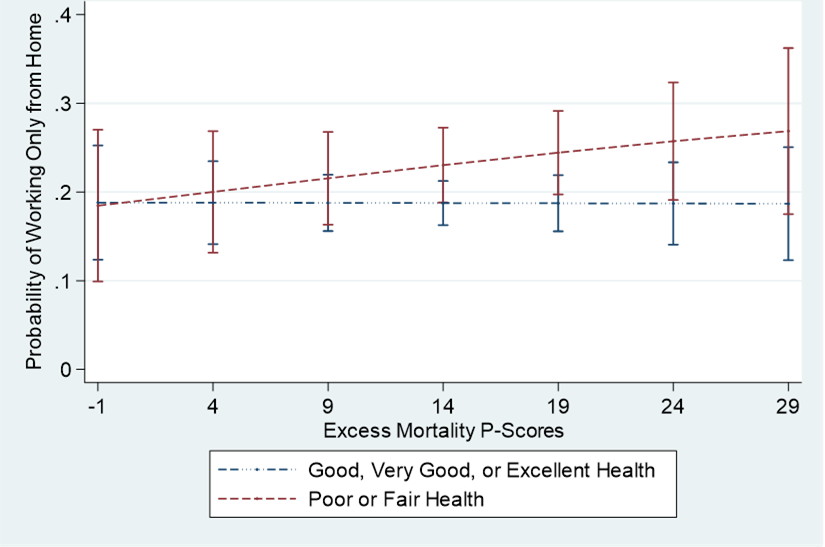 Probability of Working Only from Home
.4
.3
.2
.1
0
-1 4 9 14 19 24 29
Excess Mortality P-Scores
Good, Very Good, or Excellent Health
Poor or Fair Health